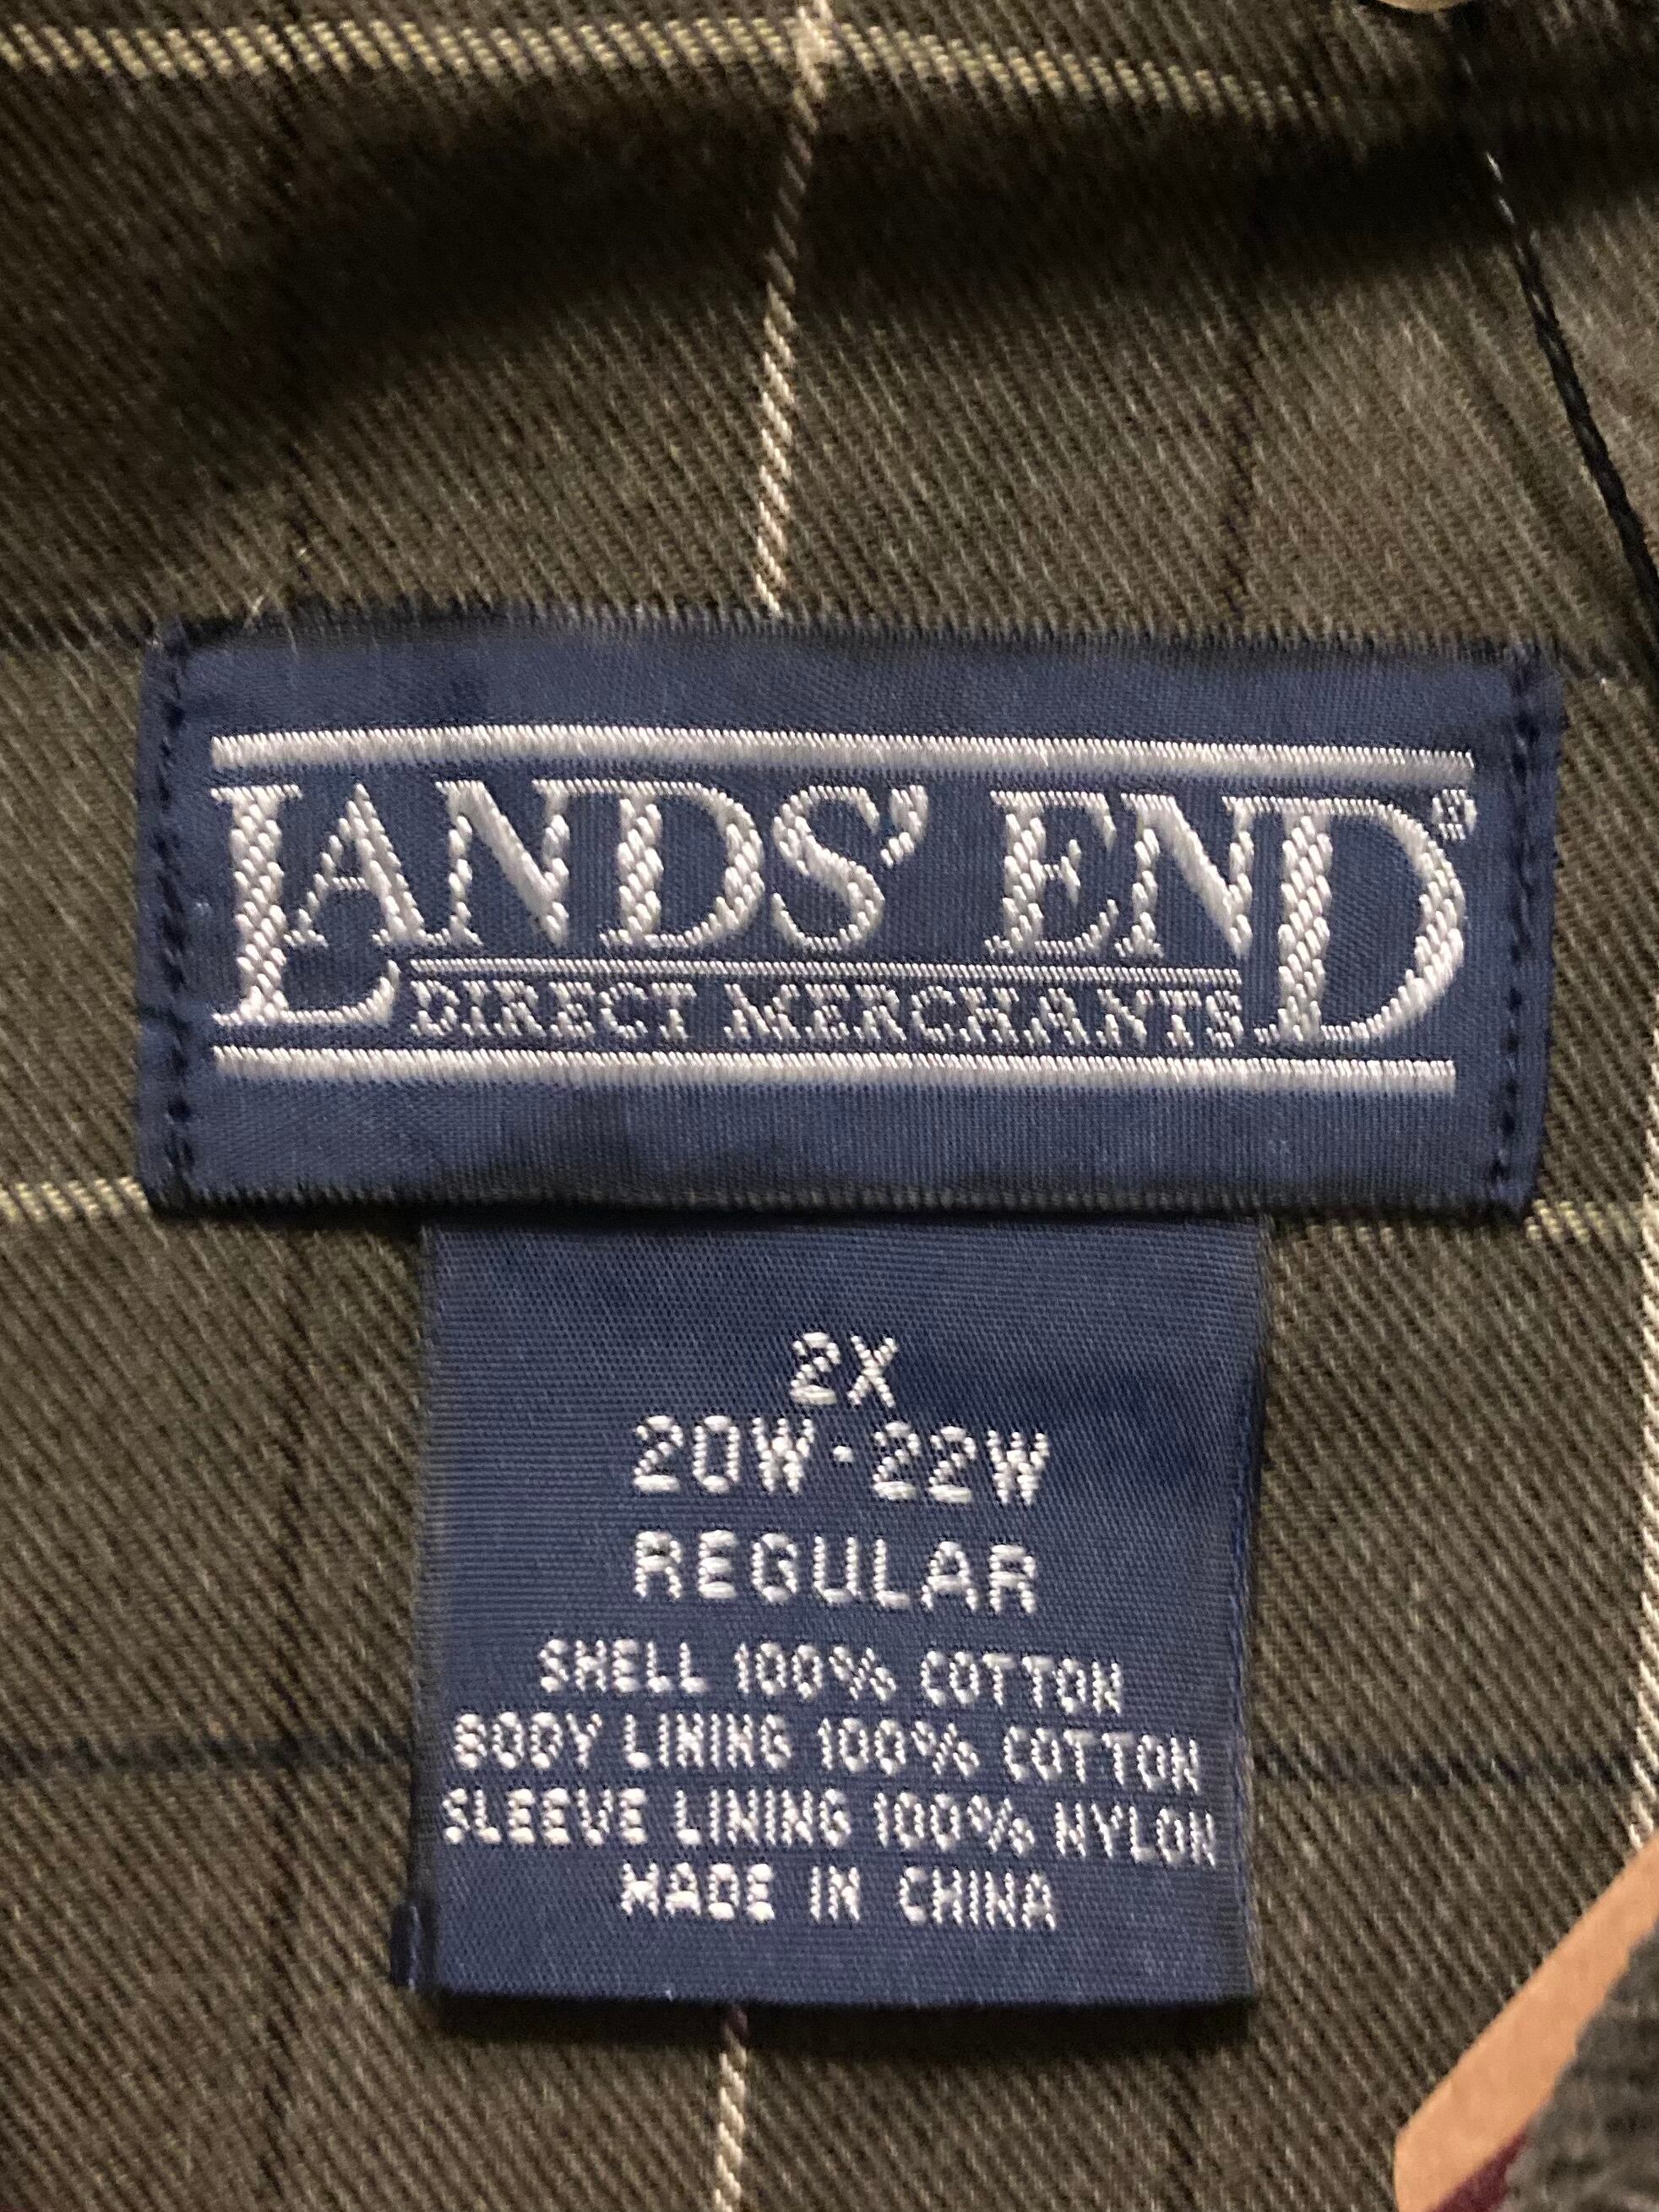 LANDS' END®
DIRECT MERCHANTS
2X
20W·22W
REGULAR
SHELL 100% COTTON
BODY LINING 100% COTTON
SLEEVE LINING 100% NYLON
MADE IN CHINA